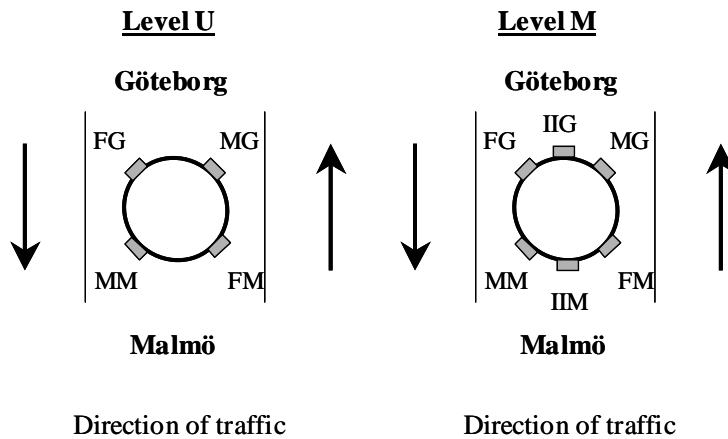 Level U
Göteborg
FG MG
MM FM
Malmö
Direction of traffic
Level M
Göteborg
IIG
FG MG
MM FM
IIM
Malmö
Direction of traffic